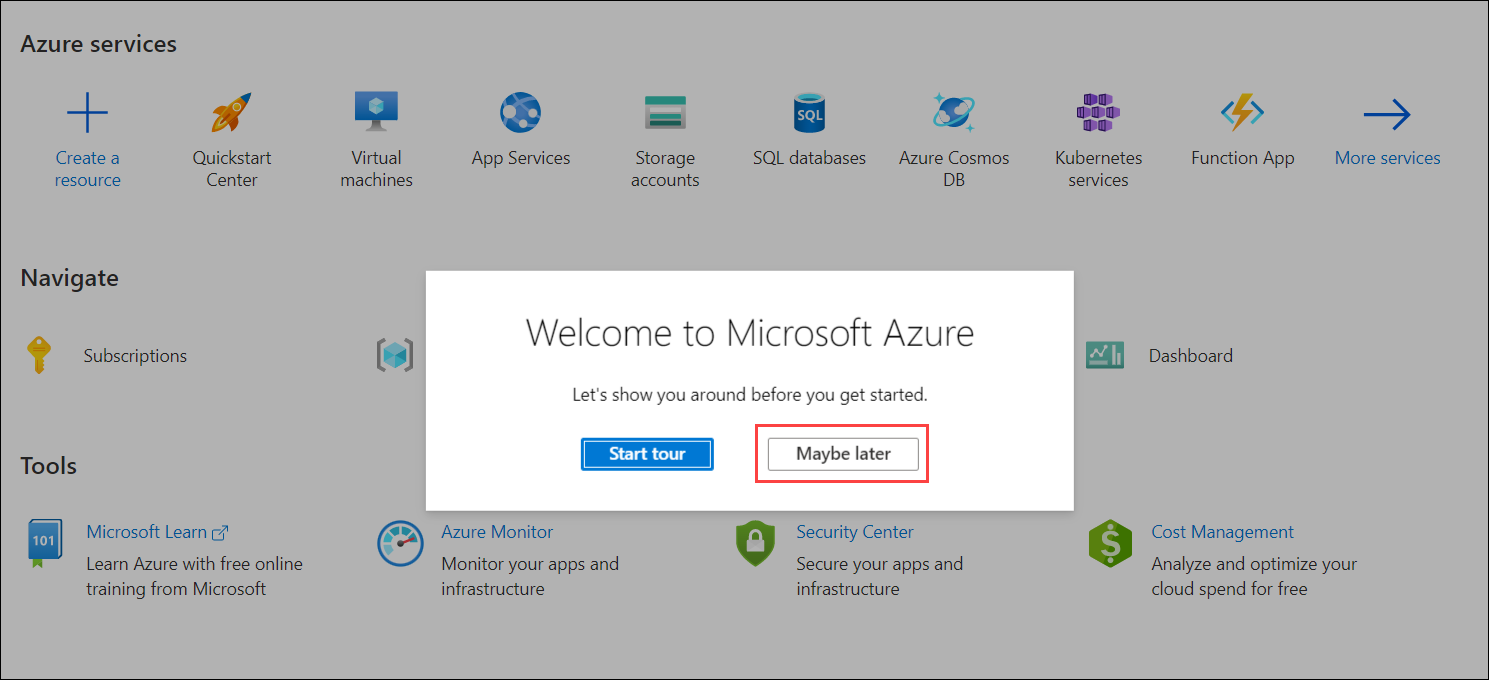 Azure services
Create a
resource
Quickstart
Center
Virtual
machines
App Services
Storage
accounts
SQL
SQL databases
Azure Cosmos
DB
Kubernetes
services
Function App
More services
Navigate
Subscriptions
Dashboard
Welcome to Microsoft Azure
Let's show you around before you get started.
Start tour
Maybe later
Tools
101
Microsoft Learn
Learn Azure with free online
training from Microsoft
Azure Monitor
Monitor your apps and
infrastructure
Security Center
Secure your apps and
infrastructure
$
Cost Management
Analyze and optimize your
cloud spend for free